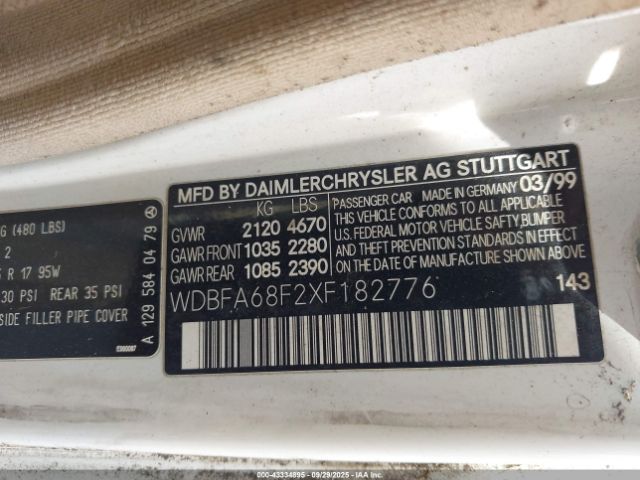 G (480 LBS)
2
R 17 95W
30 PSI REAR 35 PSI
SIDE FILLER PIPE COVER
A 129 584 04 79
MFD BY DAIMLERCHRYSLER AG STUTTGART
KG LBS
GVWR 2120 4670
GAWR FRONT 1035 2280
GAWR REAR 1085 2390
PASSENGER CAR MADE IN GERMANY 03/99
THIS VEHICLE CONFORMS TO ALL APPLICABLE
U.S. FEDERAL MOTOR VEHICLE SAFTY,BUMPER
AND THEFT PREVENTION STANDARDS IN EFFECT
ON THE DATE OF MANUFACTURE SHOWN ABOVE
WDBFA68F2XF182776
143
000-43334895 - 09/29/2025 - IAA INC.